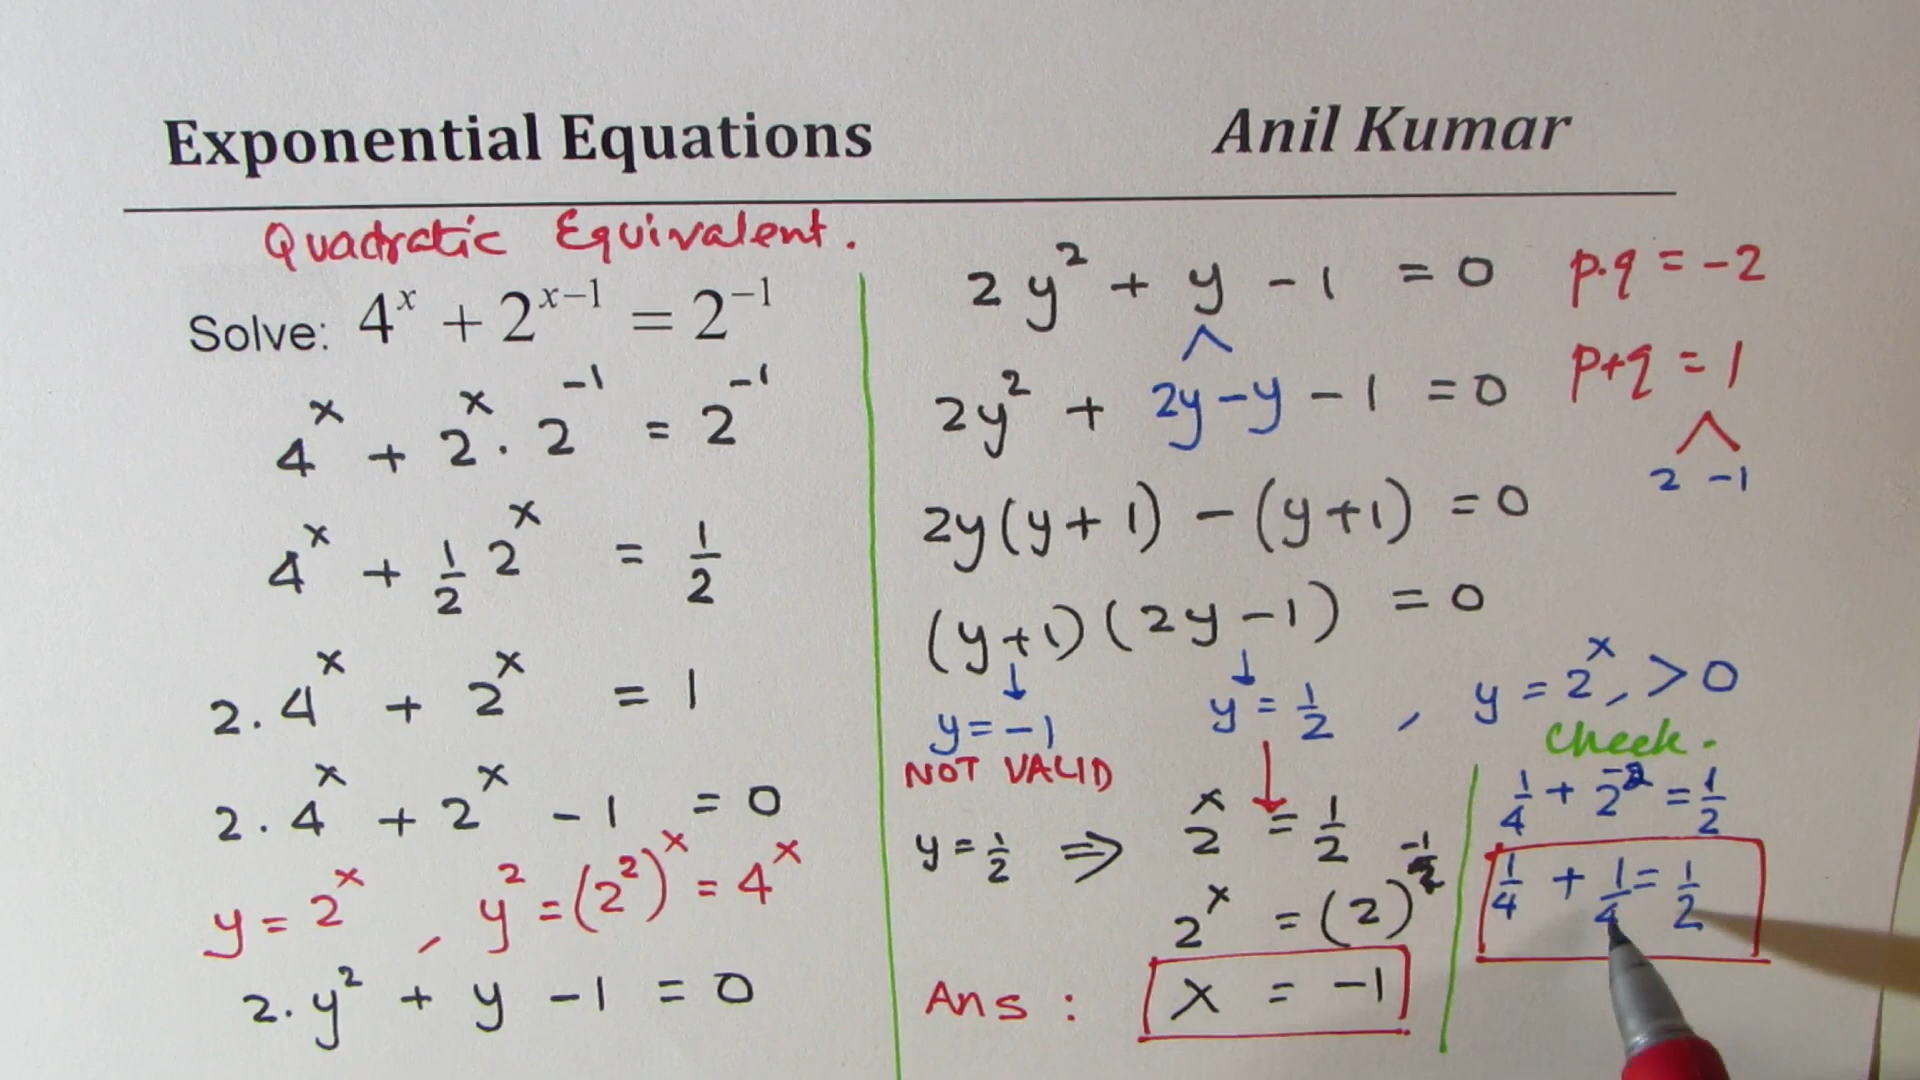 Exponential Equations Anil Kumar
Quadratic Equivalent.
Solve: 4^x + 2^(x−1) = 2^(−1)
4^x + 2^x . 2^(-1) = 2^(-1)
4^x + 1/2 2^x = 1/2
2. 4^x + 2^x = 1
2. 4^x + 2^x - 1 = 0
y = 2^x , y^2 = (2^2)^x = 4^x
2. y^2 + y - 1 = 0
2y^2 + y - 1 = 0
2y^2 + 2y - y - 1 = 0
2y(y+1) - (y+1) = 0
(y+1)(2y-1) = 0
y = -1 y = 1/2 , y = 2^x, > 0
NOT VALID
y = 1/2 ⇒ 2^x = 1/2
2^x = (2)^(-1)
Ans : x = -1
p.q = -2
p+q = 1
2 -1
Check.
1/4 + 2^(-2) = 1/2
1/4 + 1/4 = 1/2